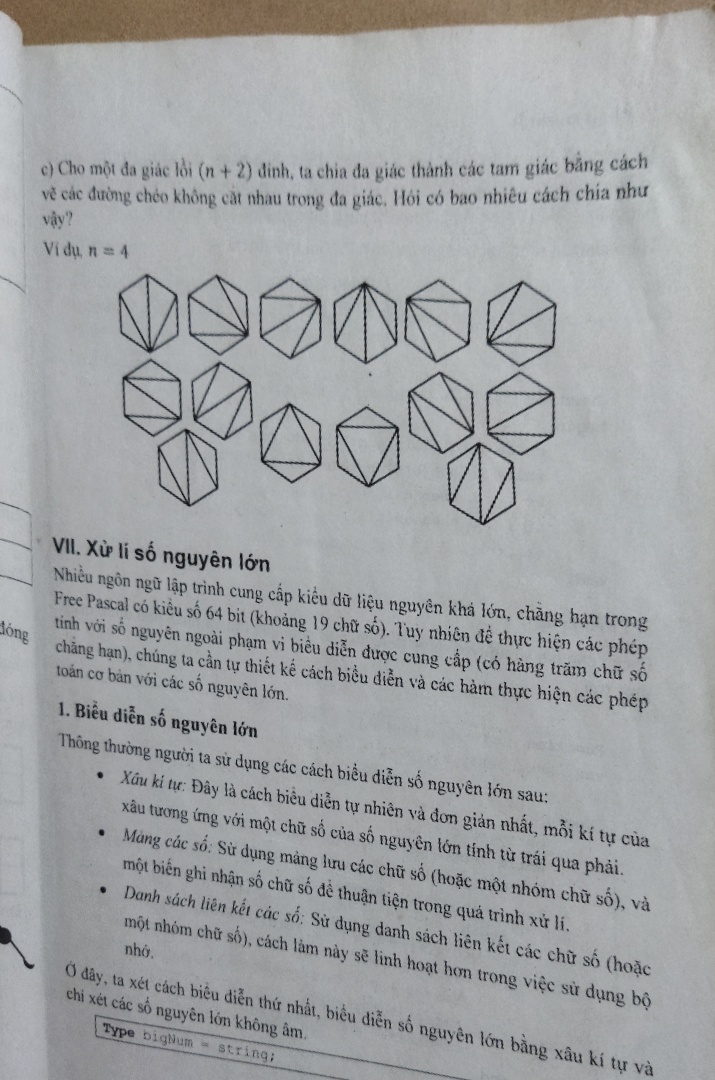 c) Cho một đa giác lồi (n + 2) đỉnh, ta chia đa giác thành các tam giác bằng cách
vẽ các đường chéo không cắt nhau trong đa giác. Hỏi có bao nhiêu cách chia như
vậy?
Ví dụ, n = 4
VII. Xử lí số nguyên lớn
Nhiều ngôn ngữ lập trình cung cấp kiểu dữ liệu nguyên khá lớn, chẳng hạn trong
Free Pascal có kiểu số 64 bit (khoảng 19 chữ số). Tuy nhiên để thực hiện các phép
tính với số nguyên ngoài phạm vi biểu diễn được cung cấp (có hàng trăm chữ số
chẳng hạn), chúng ta cần tự thiết kế cách biểu diễn và các hàm thực hiện các phép
toán cơ bản với các số nguyên lớn.
đóng
1. Biểu diễn số nguyên lớn
Thông thường người ta sử dụng các cách biểu diễn số nguyên lớn sau:
• Xâu kí tự: Đây là cách biểu diễn tự nhiên và đơn giản nhất, mỗi kí tự của
xâu tương ứng với một chữ số của số nguyên lớn tính từ trái qua phải.
• Mảng các số: Sử dụng mảng lưu các chữ số (hoặc một nhóm chữ số), và
một biến ghi nhận số chữ số để thuận tiện trong quá trình xử lí.
• Danh sách liên kết các số: Sử dụng danh sách liên kết các chữ số (hoặc
một nhóm chữ số), cách làm này sẽ linh hoạt hơn trong việc sử dụng bộ
nhớ.
Ở đây, ta xét cách biểu diễn thứ nhất, biểu diễn số nguyên lớn bằng xâu kí tự và
chỉ xét các số nguyên lớn không âm.
Type bigNum = string;